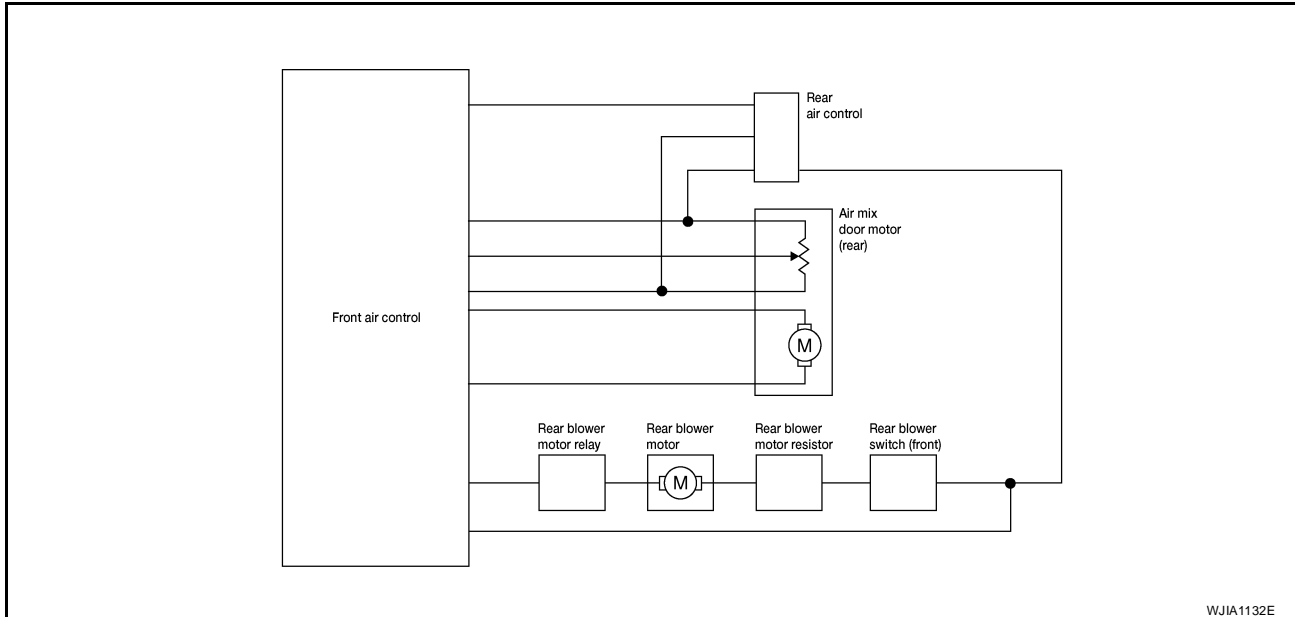 Rear
air control
Air mix
door motor
(rear)
Front air control
M
Rear blower
motor relay
Rear blower
motor
Rear blower
motor resistor
Rear blower
switch (front)
M
WJIA1132E